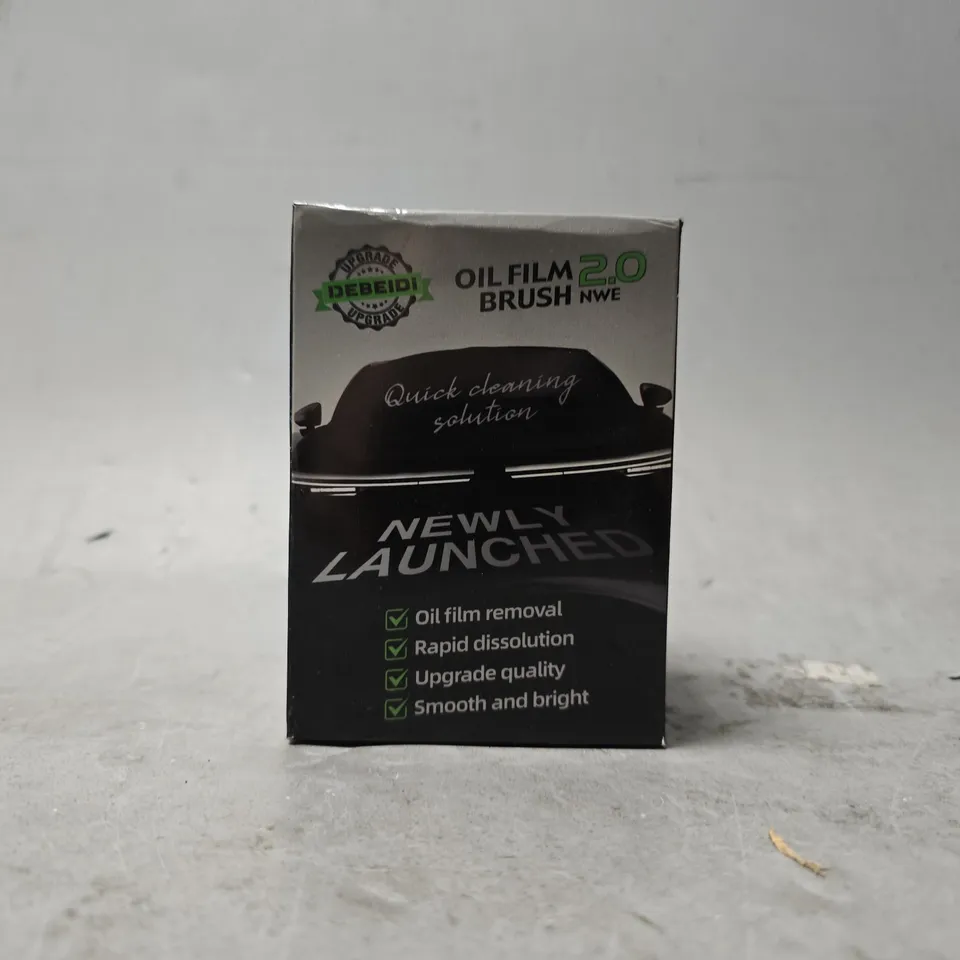 UPGRADE
DEBEIDI
UPGRADE
OIL FILM 2.0
BRUSH NWE
Quick cleaning
solution
NEWLY
LAUNCHED
Oil film removal
Rapid dissolution
Upgrade quality
Smooth and bright